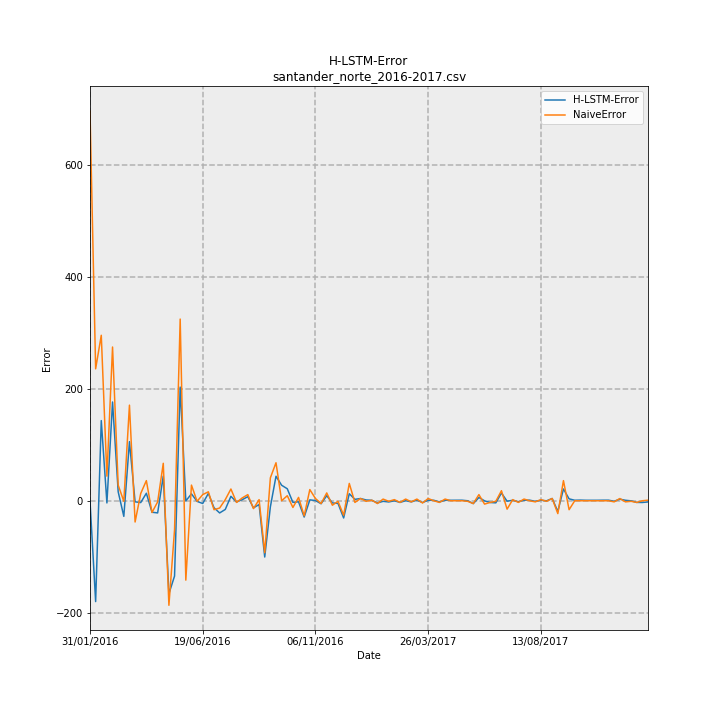 H-LSTM-Error
santander_norte_2016-2017.csv
H-LSTM-Error
NaiveError
600
400
200
0
−200
Error
31/01/2016 19/06/2016 06/11/2016 26/03/2017 13/08/2017
Date